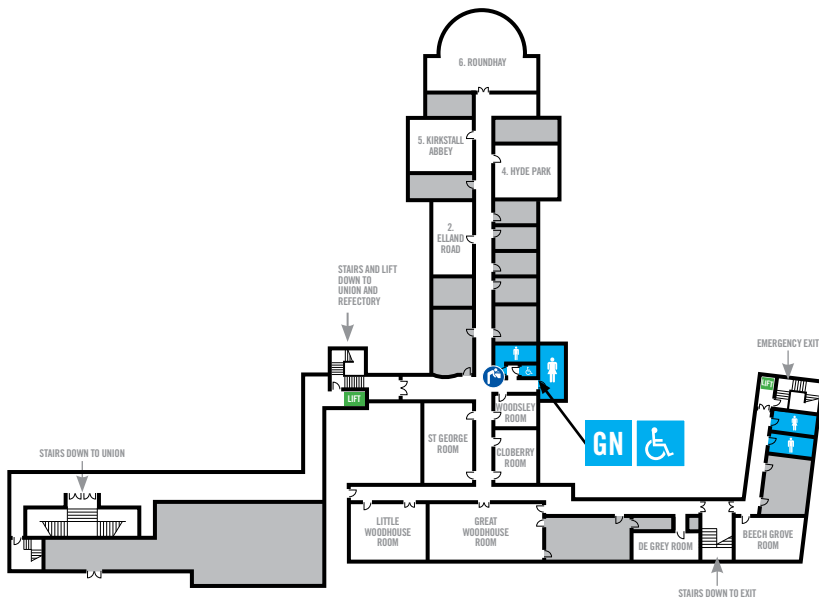 6. ROUNDHAY
5. KIRKSTALL
ABBEY
4. HYDE PARK
2.
ELLAND
ROAD
STAIRS AND LIFT
DOWN TO
UNION AND
REFECTORY
EMERGENCY EXIT
LIFT
LIFT
WOODSLEY
ROOM
GN
ST GEORGE
ROOM
CLOBERRY
ROOM
STAIRS DOWN TO UNION
LITTLE
WOODHOUSE
ROOM
GREAT
WOODHOUSE
ROOM
DE GREY ROOM
BEECH GROVE
ROOM
STAIRS DOWN TO EXIT